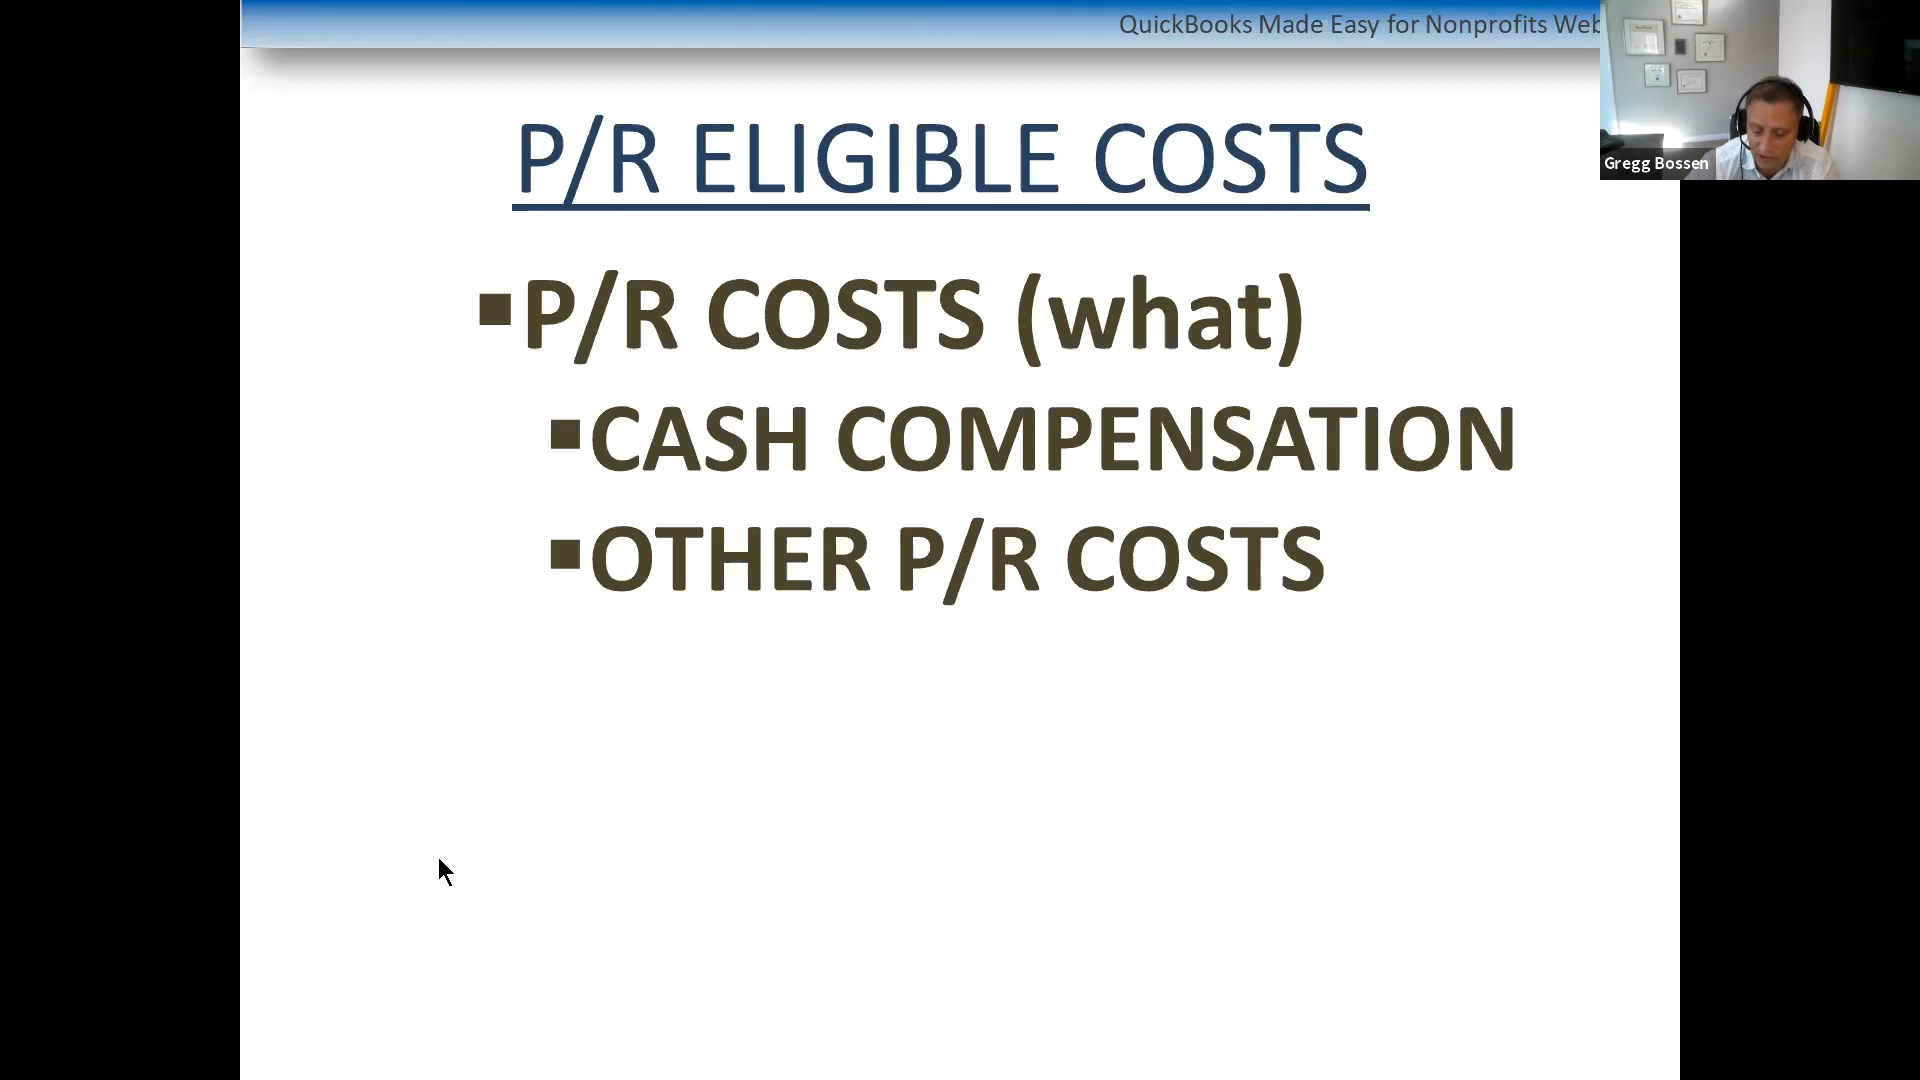 QuickBooks Made Easy for Nonprofits Web
Gregg Bossen
P/R ELIGIBLE COSTS
▪P/R COSTS (what)
▪CASH COMPENSATION
▪OTHER P/R COSTS